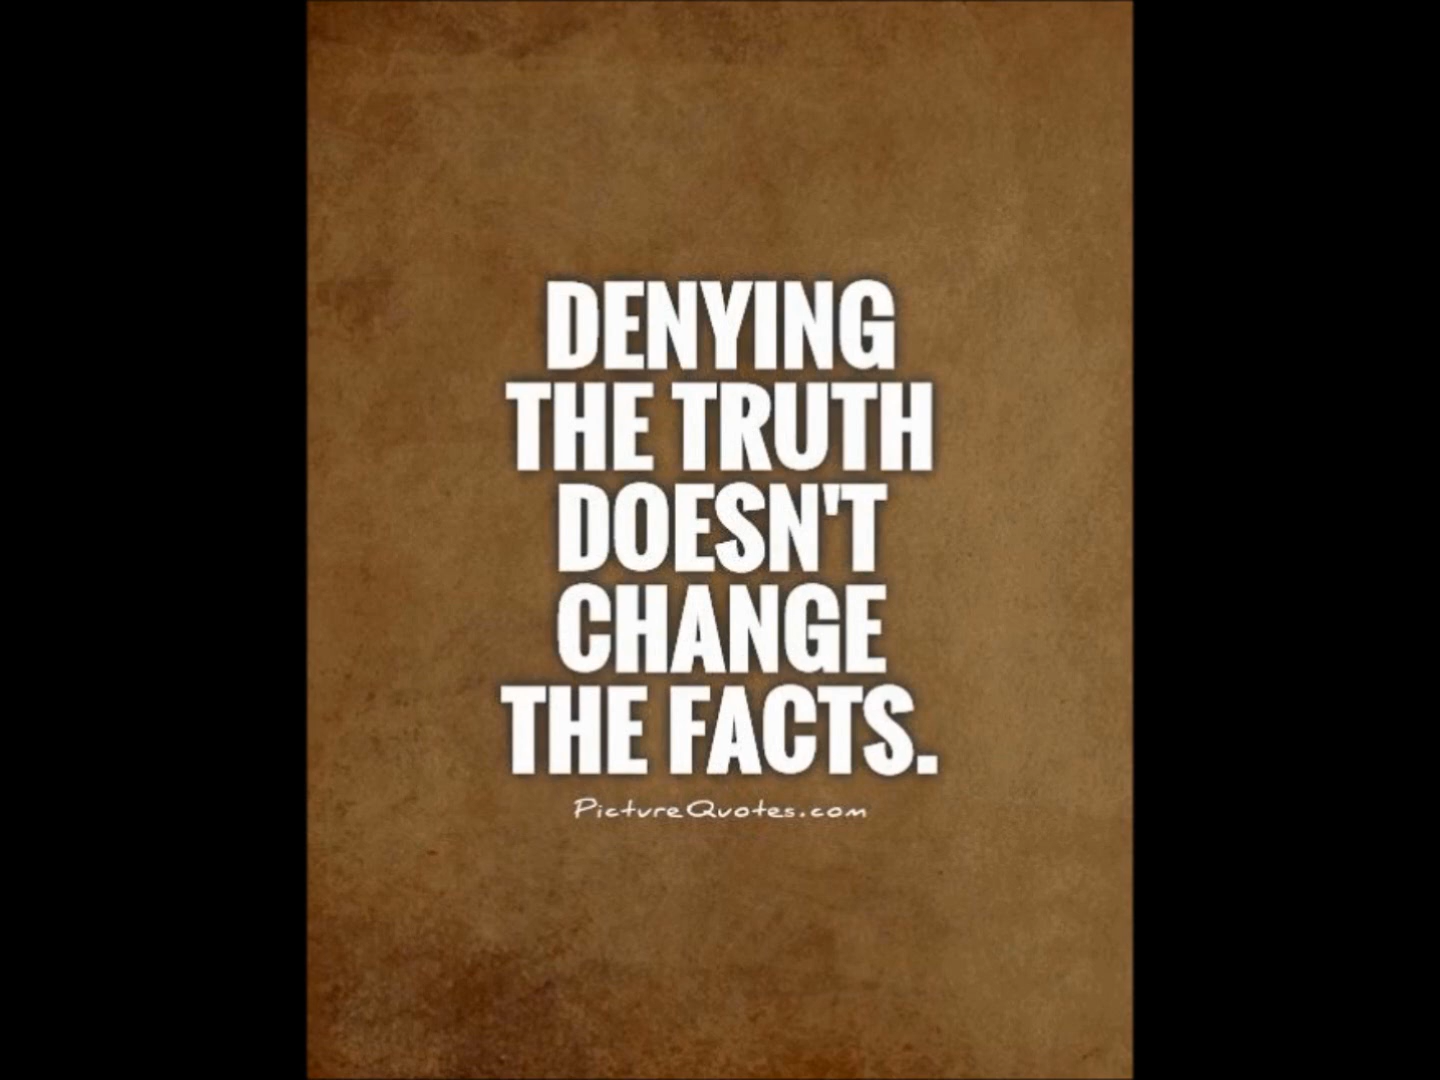 DENYING
THE TRUTH
DOESN'T
CHANGE
THE FACTS.
PictureQuotes.com